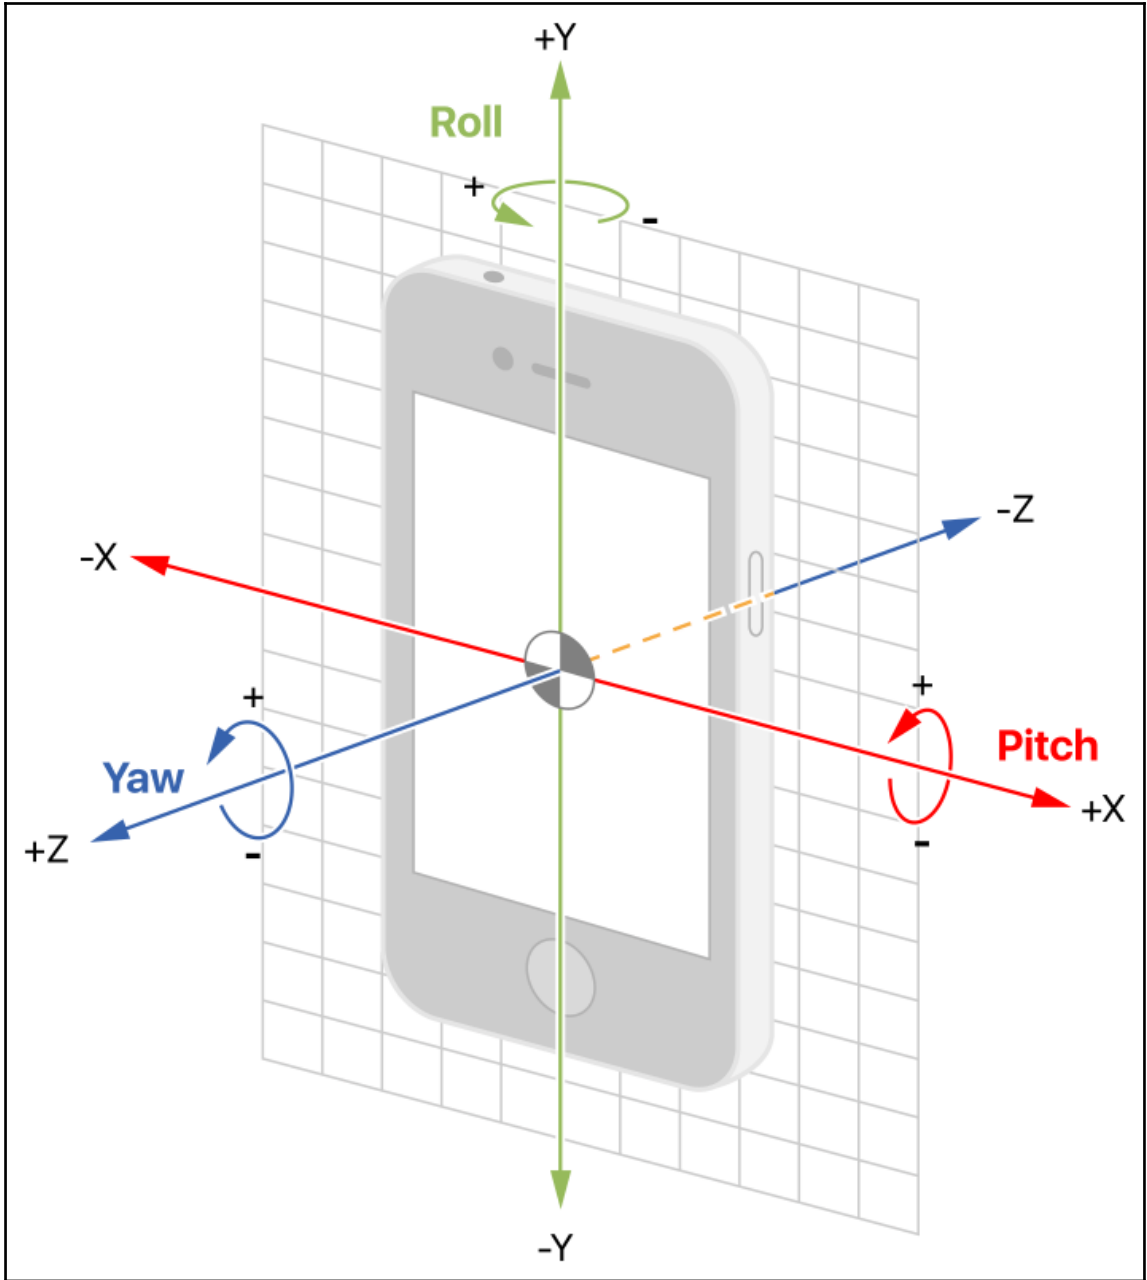 +Y
Roll
+
-
-Z
-X
+
+
Pitch
Yaw
+X
-
+Z
-
-Y